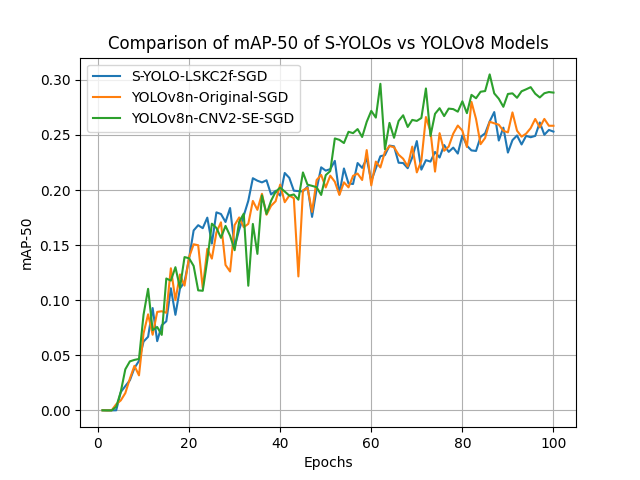 Comparison of mAP-50 of S-YOLOs vs YOLOv8 Models
S-YOLO-LSKC2f-SGD
YOLOv8n-Original-SGD
YOLOv8n-CNV2-SE-SGD
mAP-50
0.30
0.25
0.20
0.15
0.10
0.05
0.00
0 20 40 60 80 100
Epochs